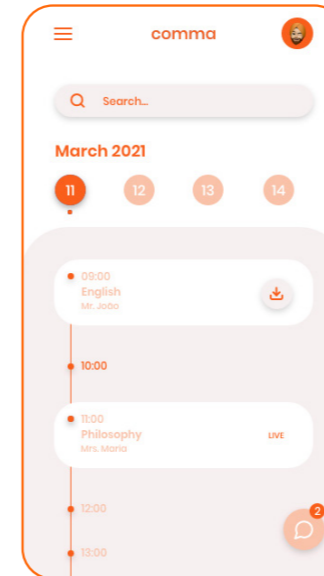 comma
Search...
March 2021
11 12 13 14
09:00
English
Mr. João
10:00
11:00
Philosophy
Mrs. Maria
LIVE
12:00
2
13:00